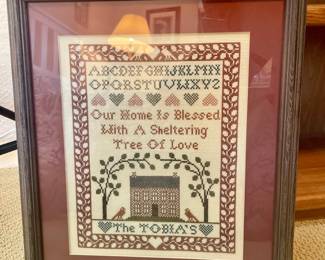 ABCDEFGHIJKLMN
OPQRSTUVWXYZ
Our Home Is Blessed
With A Sheltering
Tree Of Love
The TOBIA'S